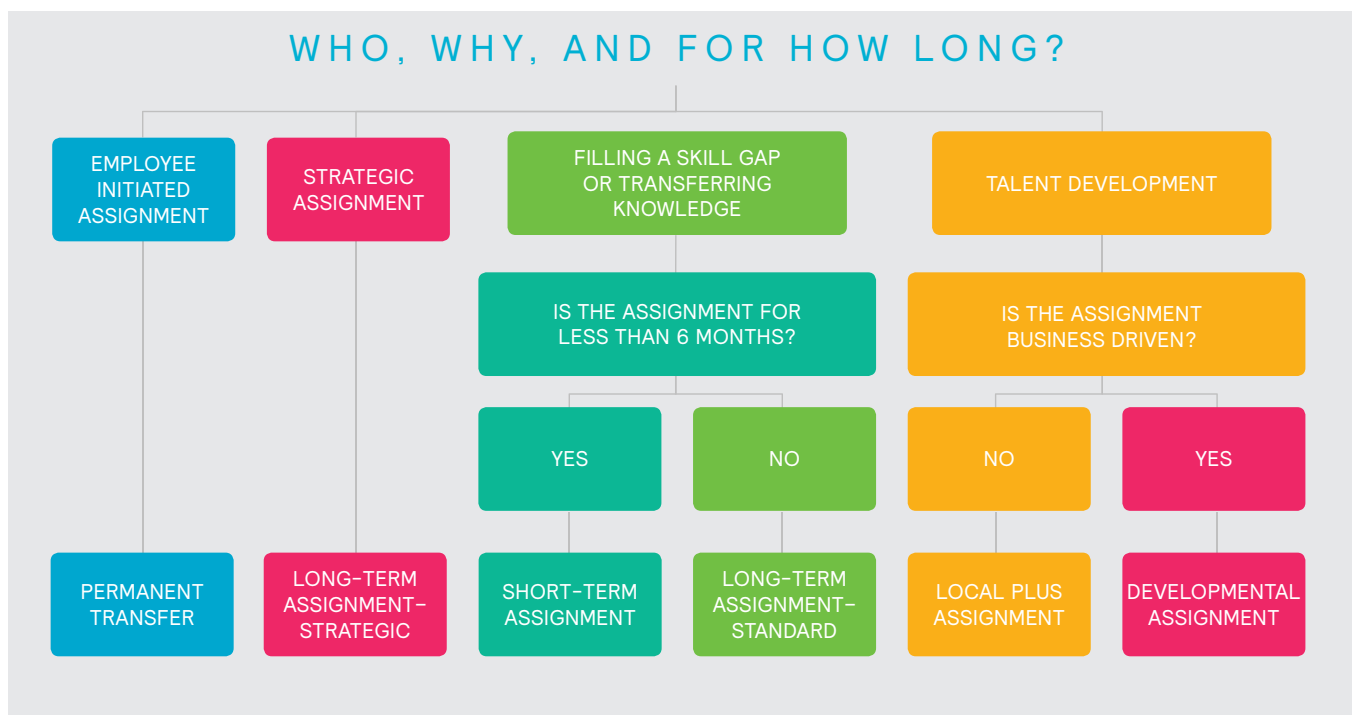 WHO, WHY, AND FOR HOW LONG?
EMPLOYEE
INITIATED
ASSIGNMENT
STRATEGIC
ASSIGNMENT
FILLING A SKILL GAP
OR TRANSFERRING
KNOWLEDGE
TALENT DEVELOPMENT
IS THE ASSIGNMENT FOR
LESS THAN 6 MONTHS?
IS THE ASSIGNMENT
BUSINESS DRIVEN?
YES
NO
NO
YES
PERMANENT
TRANSFER
LONG-TERM
ASSIGNMENT–
STRATEGIC
SHORT-TERM
ASSIGNMENT
LONG-TERM
ASSIGNMENT–
STANDARD
LOCAL PLUS
ASSIGNMENT
DEVELOPMENTAL
ASSIGNMENT